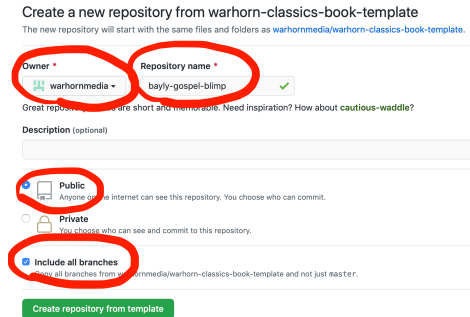 Create a new repository from warhorn-classics-book-template
The new repository will start with the same files and folders as warhornmedia/warhorn-classics-book-template.
Owner * Repository name *
warhornmedia bayly-gospel-blimp
Great are short and memorable. Need inspiration? How about cautious-waddle?
Description (optional)
Public
Anyone on the internet can see this repository. You choose who can commit.
Private
You choose who can see and commit to this repository.
Include all branches
Copy all branches from warhornmedia/warhorn-classics-book-template and not just master.
Create repository from template